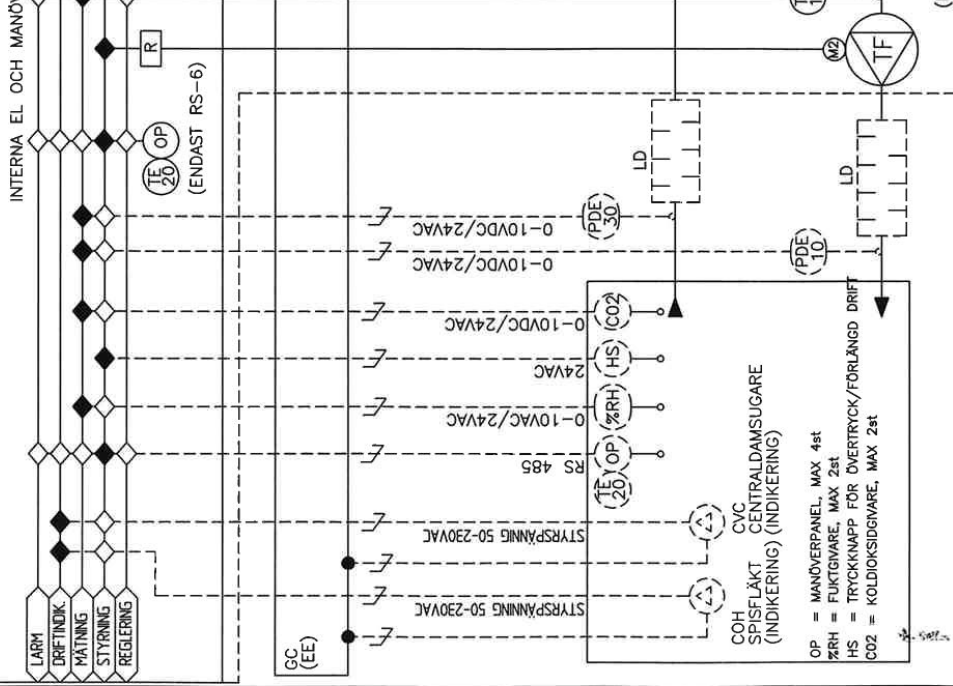 INTERNA EL OCH MANÖV
LARM
DRIFTINDIK.
MÄTNING
STYRNING
REGLERING
R
TE
20
OP
(ENDAST RS-6)
GC
(EE)
STYRSPÄNNING 50-230VAC
STYRSPÄNNIG 50-230VAC
RS 485
0-10VAC/24VAC
24VAC
0-10VDC/24VAC
0-10VDC/24VAC
0-10VDC/24VAC
TE
20
OP
%RH
HS
CO2
PDE
10
PDE
30
LD
LD
M2
TF
COH
SPISFLÄKT
(INDIKERING)
CVC
CENTRALDAMSUGARE
(INDIKERING)
OP = MANÖVERPANEL, MAX 4st
%RH = FUKTGIVARE, MAX 2st
HS = TRYCKKNAPP FÖR ÖVERTRYCK/FÖRLÄNGD DRIFT
CO2 = KOLDIOKSIDGIVARE, MAX 2st